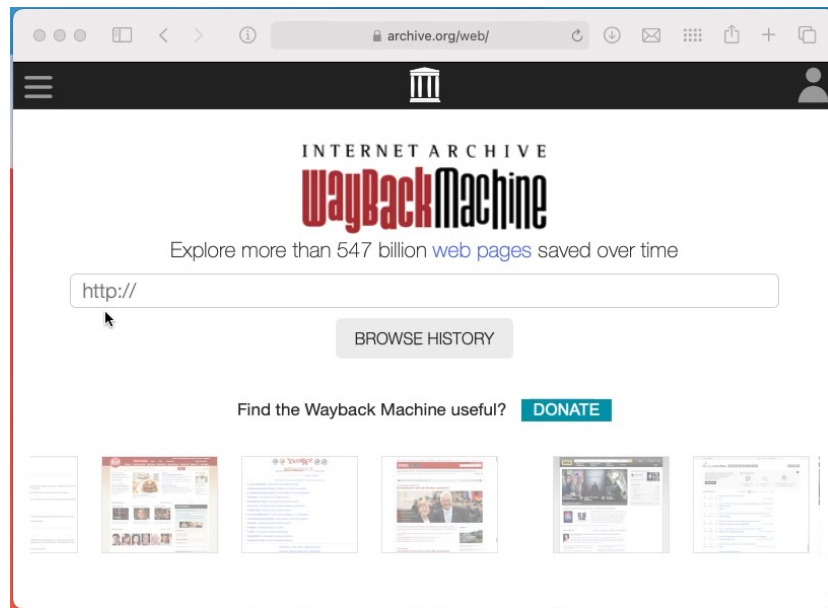 archive.org/web/
INTERNET ARCHIVE
WayBackMachine
Explore more than 547 billion web pages saved over time
http://
BROWSE HISTORY
Find the Wayback Machine useful? DONATE
YAHOO!